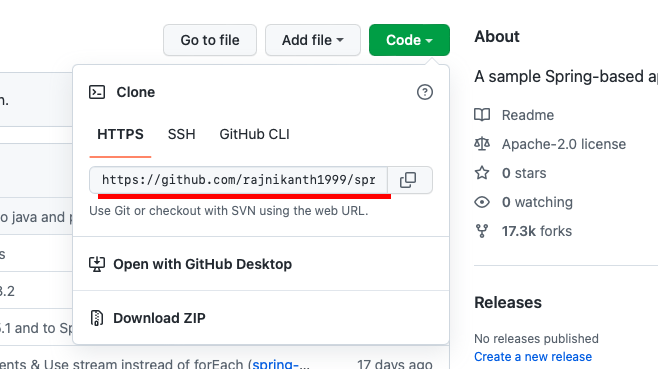 Go to file
Add file
Code
About
A sample Spring-based
n.
Clone
HTTPS
SSH
GitHub CLI
Readme
Apache-2.0 license
0 stars
https://github.com/rajnikanth1999/spr
0 watching
Use Git or checkout with SVN using the web URL.
o java and
17.3k forks
Open with GitHub Desktop
3.2
Releases
Download ZIP
5.1 and to Sp
No releases published
Create a new release
ents & Use stream instread of forEach (spring-...
17 days ago